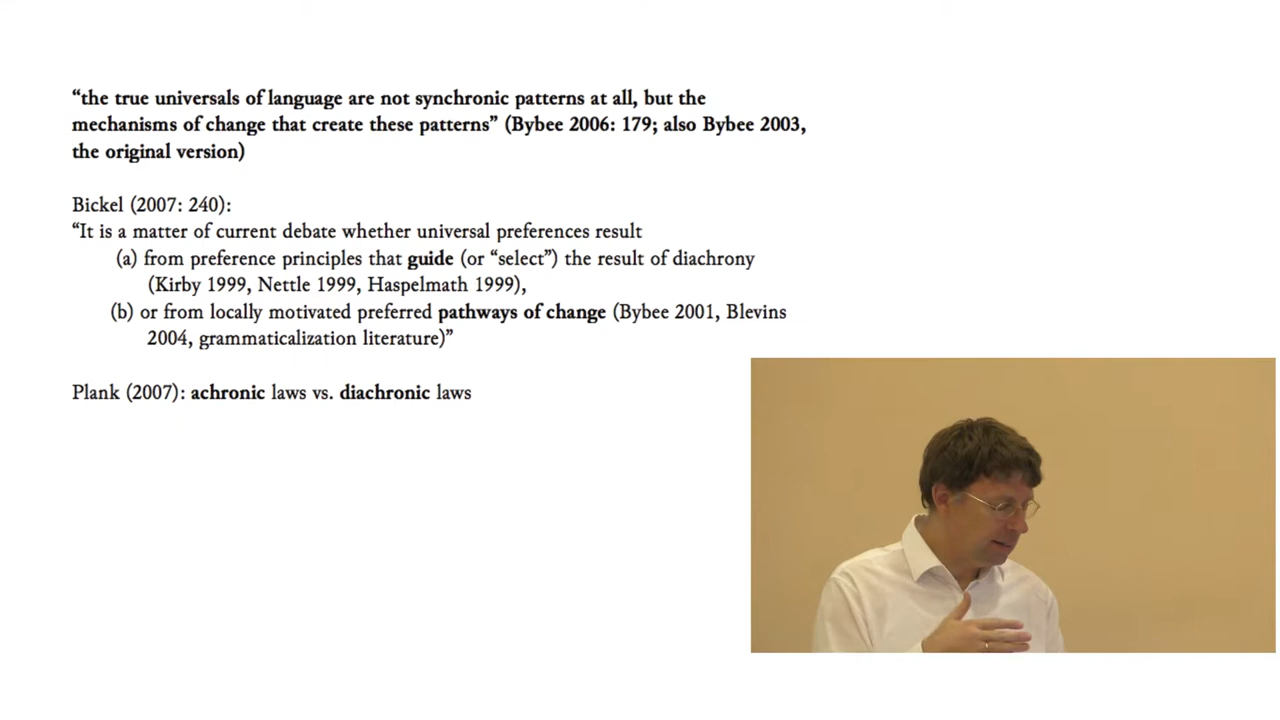 “the true universals of language are not synchronic patterns at all, but the
mechanisms of change that create these patterns” (Bybee 2006: 179; also Bybee 2003,
the original version)
Bickel (2007: 240):
“It is a matter of current debate whether universal preferences result
(a) from preference principles that guide (or “select”) the result of diachrony
(Kirby 1999, Nettle 1999, Haspelmath 1999),
(b) or from locally motivated preferred pathways of change (Bybee 2001, Blevins
2004, grammaticalization literature)”
Plank (2007): achronic laws vs. diachronic laws